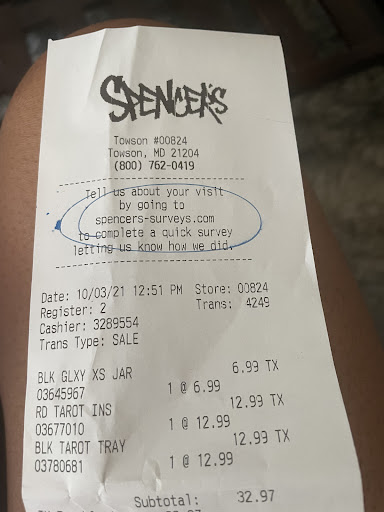 SPENCER'S
Towson #00824
Towson, MD 21204
(800) 762-0419
Tell us about your visit
by going to
spencers-surveys.com
to complete a quick survey
letting us know how we did.
Date: 10/03/21 12:51 PM Store: 00824
Register: 2 Trans: 4249
Cashier: 3289554
Trans Type: SALE
BLK GLXY XS JAR 6.99 TX
03645967 1 @ 6.99
RD TAROT INS 12.99 TX
03677010 1 @ 12.99
BLK TAROT TRAY 12.99 TX
03780681 1 @ 12.99
Subtotal: 32.97